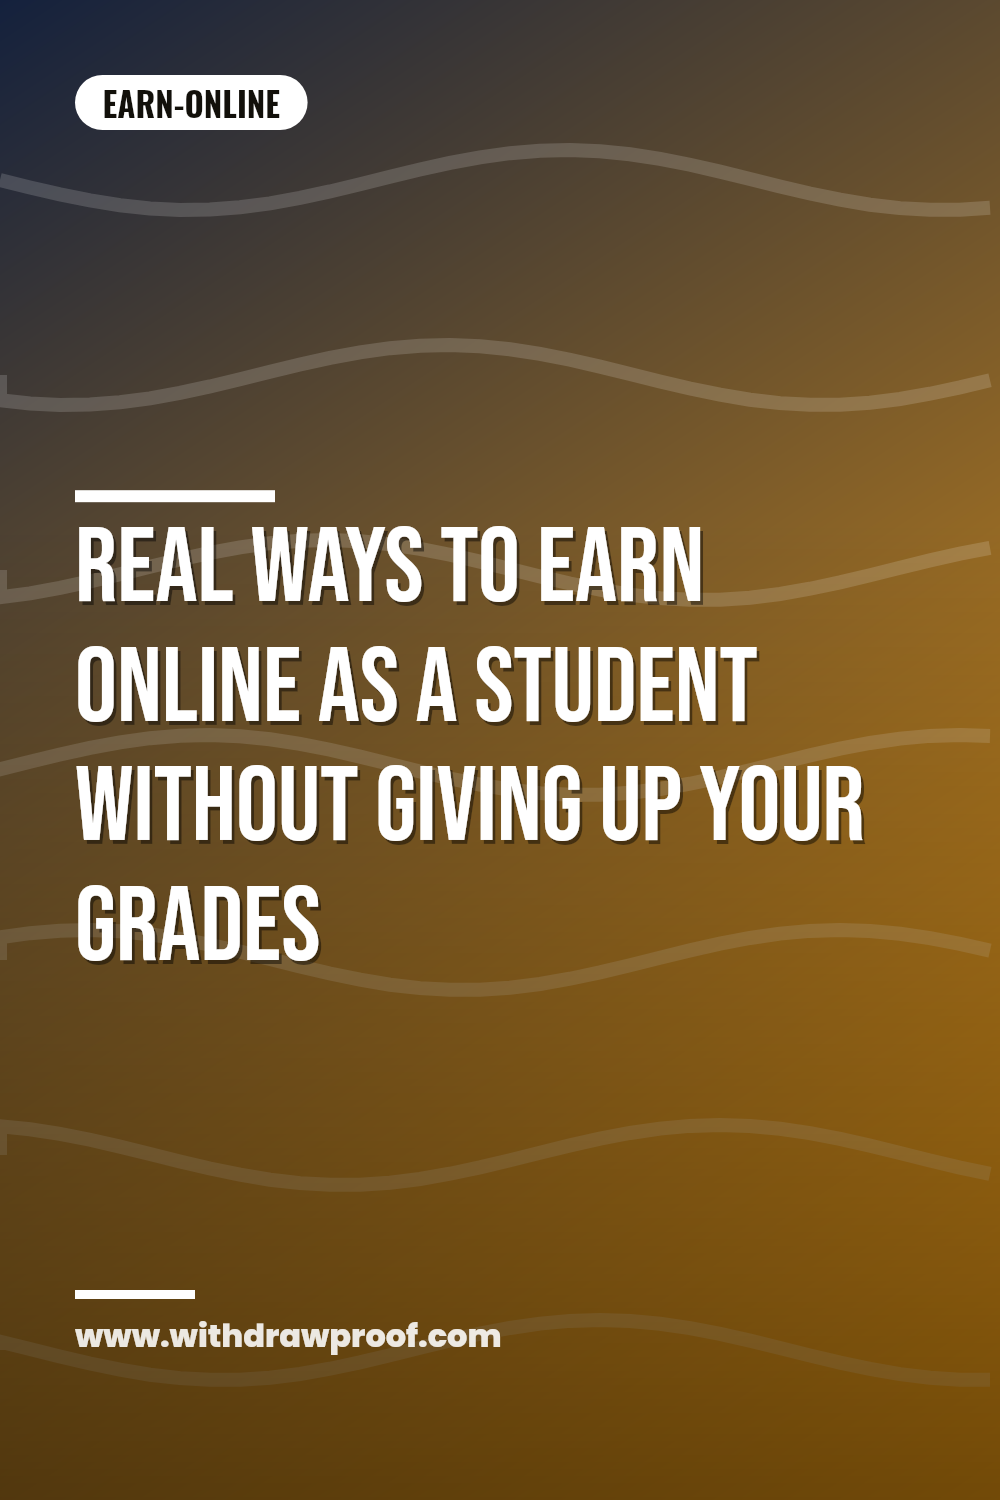 EARN-ONLINE
REAL WAYS TO EARN
ONLINE AS A STUDENT
WITHOUT GIVING UP YOUR
GRADES
www.withdrawproof.com